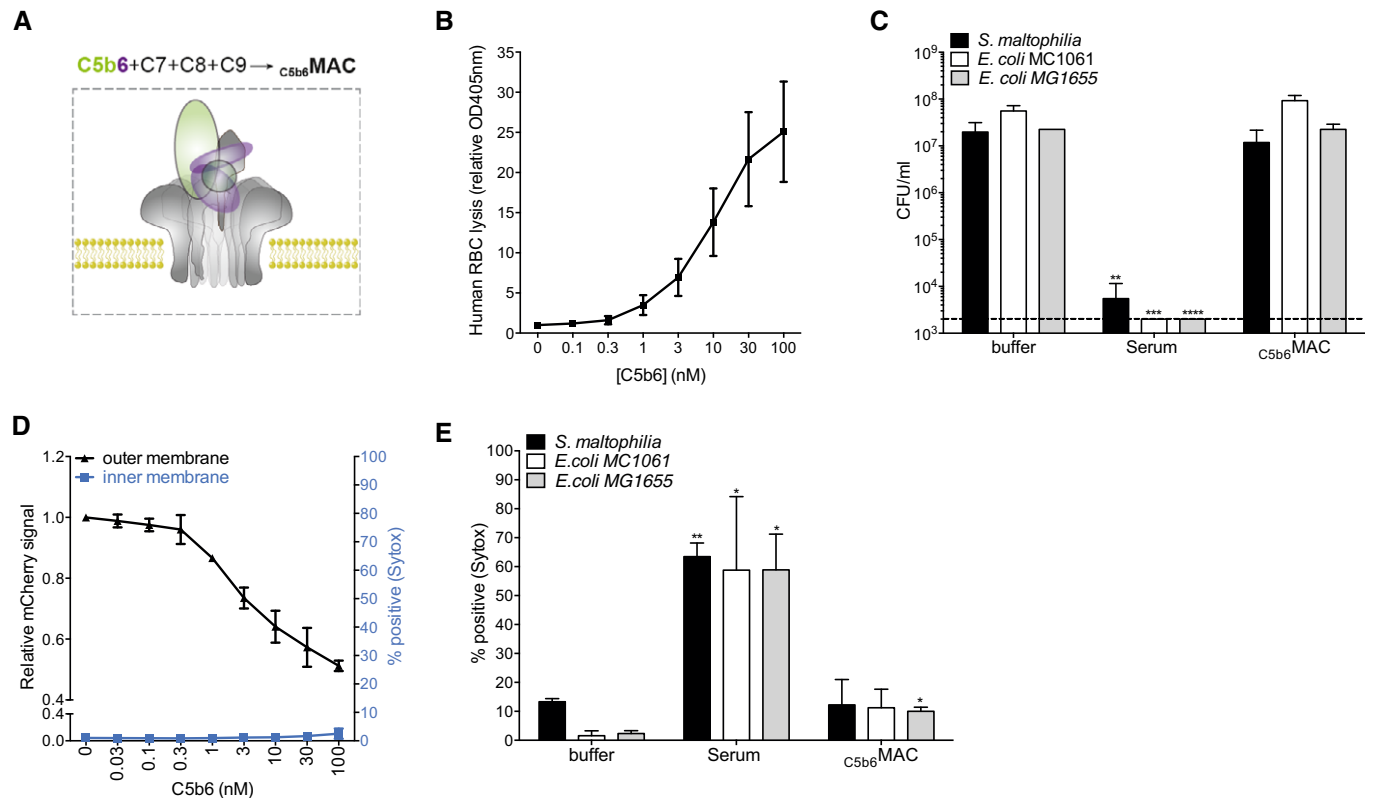 A
C5b6+C7+C8+C9→ C5b6MAC
B
Human RBC lysis (relative OD405nm)
35
30
25
20
15
10
5
0
0 0.1 0.3 1 3 10 30 100
[C5b6] (nM)
C
S. maltophilia
E. coli MC1061
E. coli MG1655
CFU/ml
10⁹
10⁸
10⁷
10⁶
10⁵
10⁴
10³
** *** ****
buffer Serum C5b6MAC
D
outer membrane
inner membrane
Relative mCherry signal
1.2
1.0
0.8
0.6
0.4
0.4
0.0
100
90
80
70
60
50
40
30
20
10
0
% positive (Sytox)
0 0.03 0.1 0.3 1 3 10 30 100
C5b6 (nM)
E
S. maltophilia
E.coli MC1061
E.coli MG1655
% positive (Sytox)
100
90
80
70
60
50
40
30
20
10
0
** * * *
buffer Serum C5b6MAC